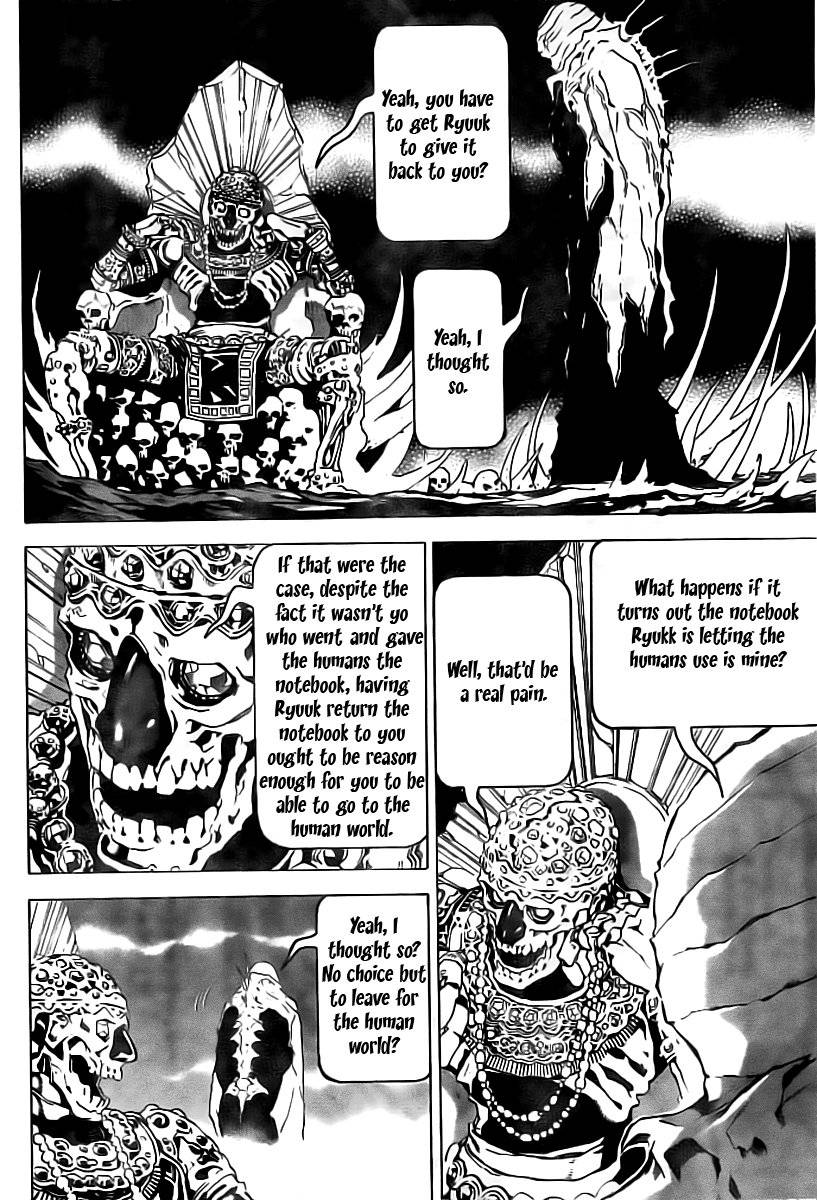 Yeah, you have
to get Ryuuk
to give it
back to you?
Yeah, I
thought
so.
What happens if it
turns out the notebook
Ryukk is letting the
humans use is mine?
Well, that'd be
a real pain.
If that were the
case, despite the
fact it wasn't yo
who went and gave
the humans the
notebook, having
Ryuuk return the
notebook to you
ought to be reason
enough for you to be
able to go to the
human world.
Yeah, I
thought so?
No choice but
to leave for
the human
world?